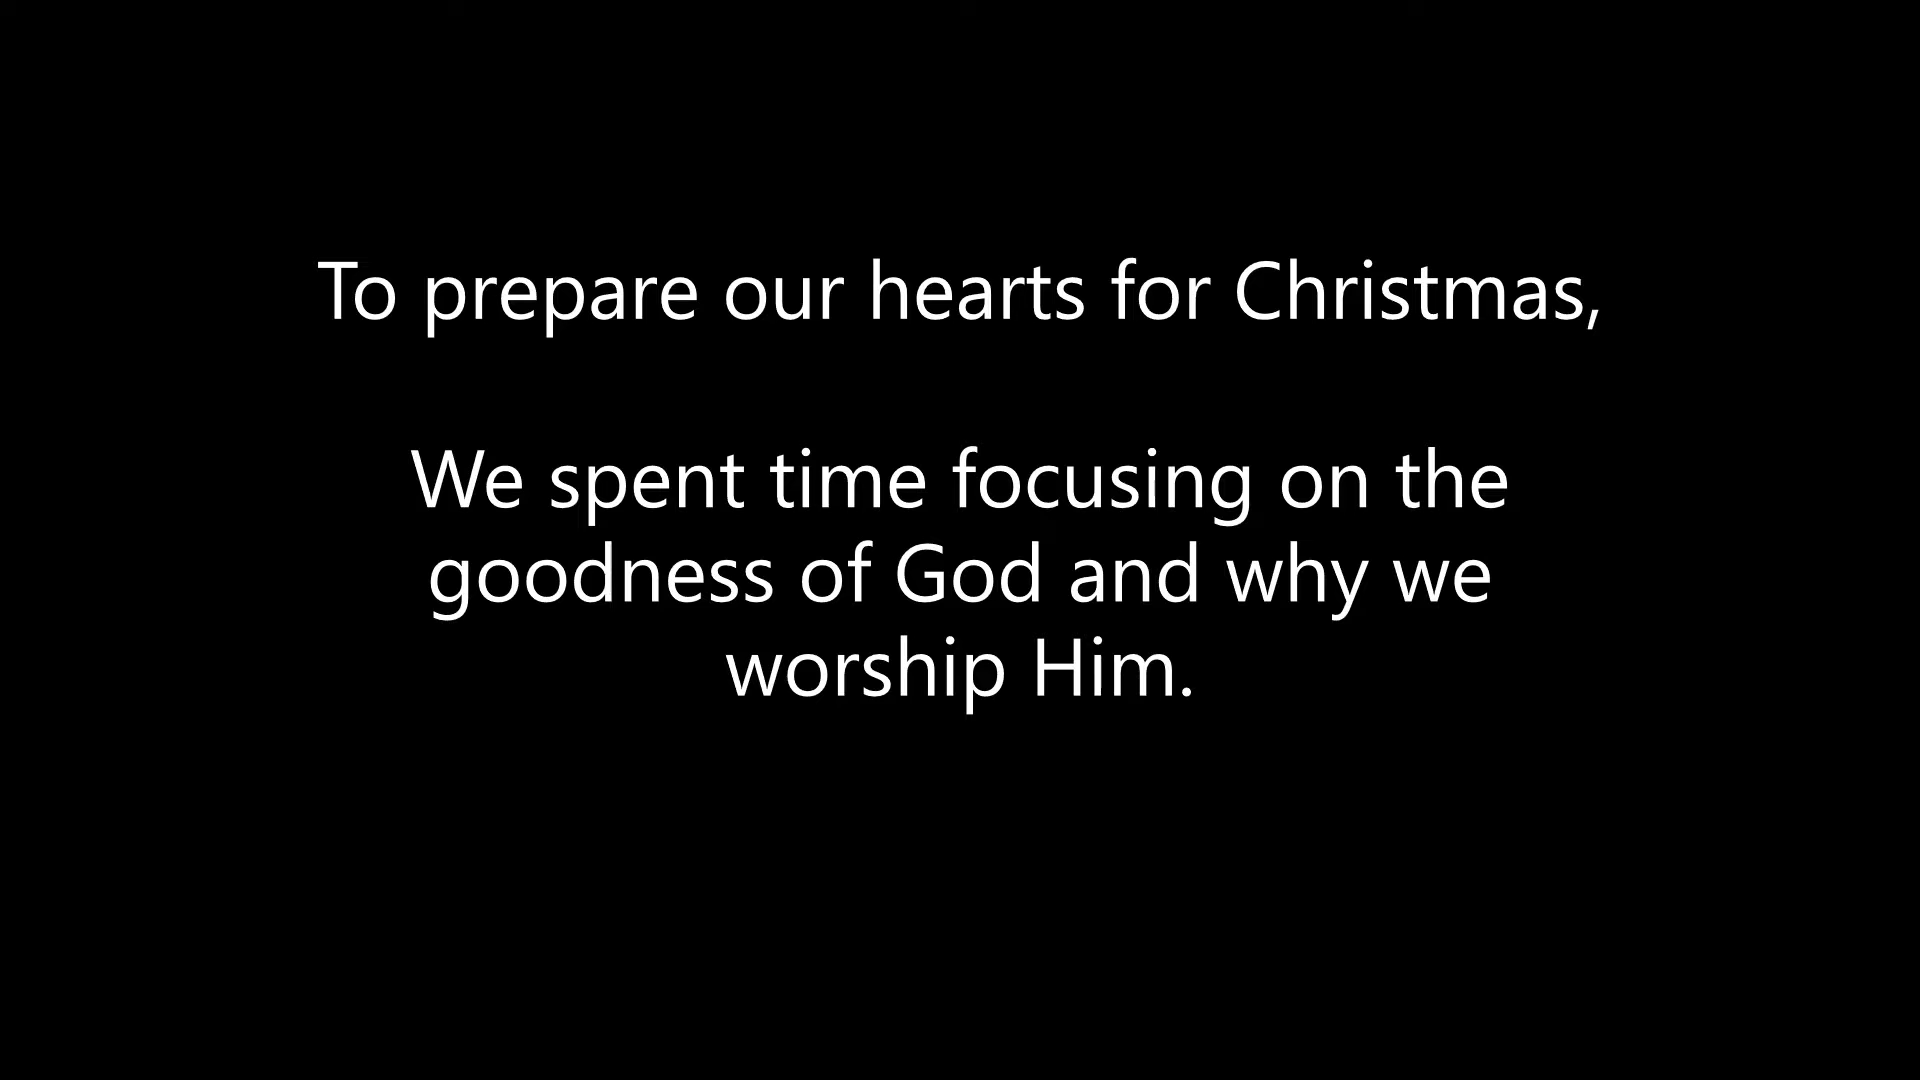 To prepare our hearts for Christmas,
We spent time focusing on the
goodness of God and why we
worship Him.